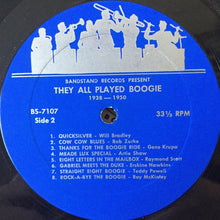 BANDSTAND RECORDS PRESENT
THEY ALL PLAYED BOOGIE
1938 — 1950
BS-7107
Side 2
33⅓ RPM
1. QUICKSILVER - Will Bradley
2. COW COW BLUES - Bob Zurke
3. THANKS FOR THE BOOGIE RIDE - Gene Krupa
4. MEADE LUX SPECIAL - Artie Shaw
5. EIGHT LETTERS IN THE MAILBOX - Raymond Scott
6. GABRIEL MEETS THE DUKE - Erskine Hawkins
7. STRAIGHT EIGHT BOOGIE - Teddy Powell
8. ROCK-A-BYE THE BOOGIE - Ray McKinley